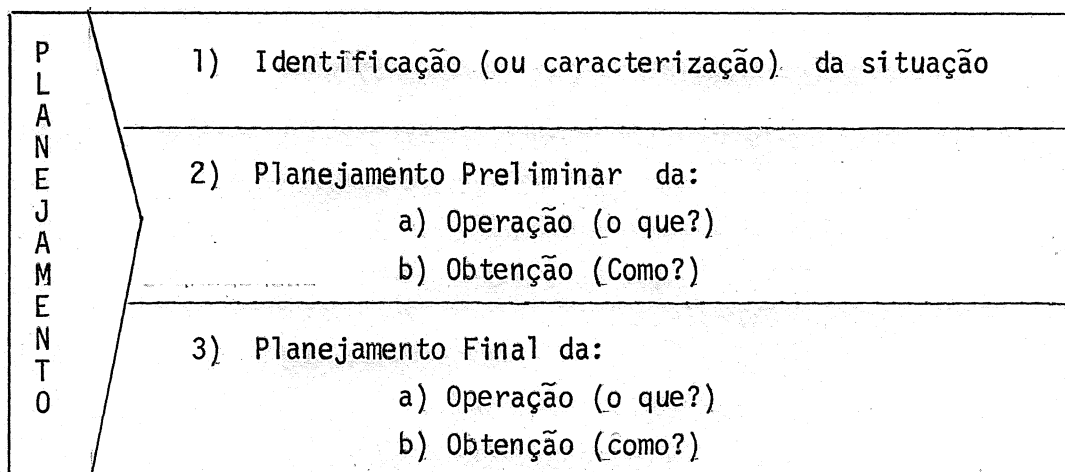 PLANEJAMENTO
1) Identificação (ou caracterização) da situação
2) Planejamento Preliminar da:
a) Operação (o que?)
b) Obtenção (Como?)
3) Planejamento Final da:
a) Operação (o que?)
b) Obtenção (como?)